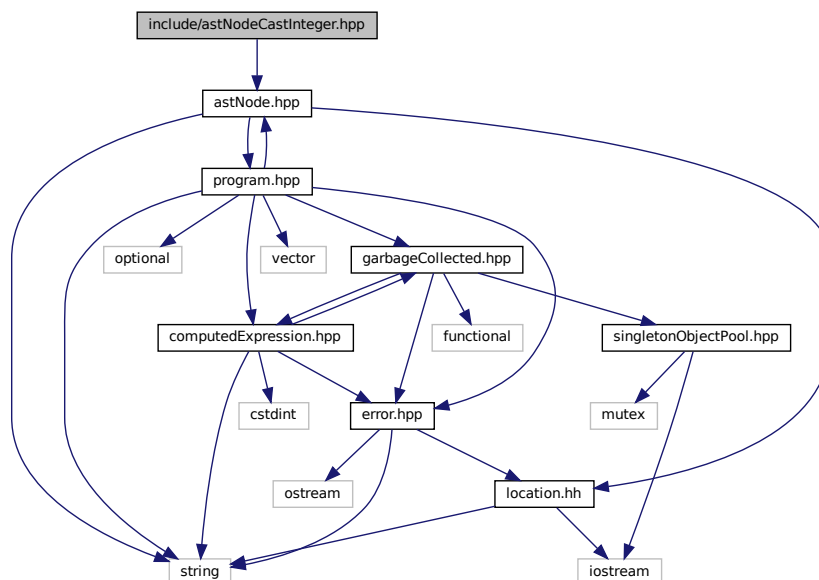 include/astNodeCastInteger.hpp
astNode.hpp
program.hpp
optional
vector
garbageCollected.hpp
computedExpression.hpp
functional
singletonObjectPool.hpp
cstdint
error.hpp
mutex
ostream
location.hh
string
iostream